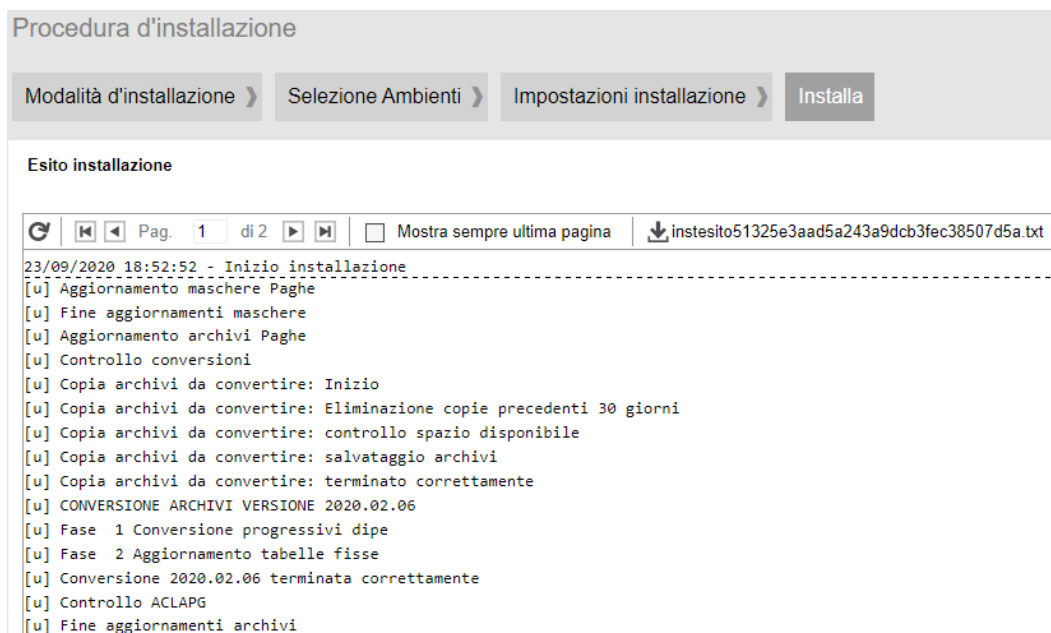 Procedura d'installazione
Modalità d'installazione ❱ Selezione Ambienti ❱ Impostazioni installazione ❱ Installa
Esito installazione
Pag. 1 di 2 Mostra sempre ultima pagina instesito51325e3aad5a243a9dcb3fec38507d5a.txt
23/09/2020 18:52:52 - Inizio installazione
[u] Aggiornamento maschere Paghe
[u] Fine aggiornamenti maschere
[u] Aggiornamento archivi Paghe
[u] Controllo conversioni
[u] Copia archivi da convertire: Inizio
[u] Copia archivi da convertire: Eliminazione copie precedenti 30 giorni
[u] Copia archivi da convertire: controllo spazio disponibile
[u] Copia archivi da convertire: salvataggio archivi
[u] Copia archivi da convertire: terminato correttamente
[u] CONVERSIONE ARCHIVI VERSIONE 2020.02.06
[u] Fase  1 Conversione progressivi dipe
[u] Fase  2 Aggiornamento tabelle fisse
[u] Conversione 2020.02.06 terminata correttamente
[u] Controllo ACLAPG
[u] Fine aggiornamenti archivi